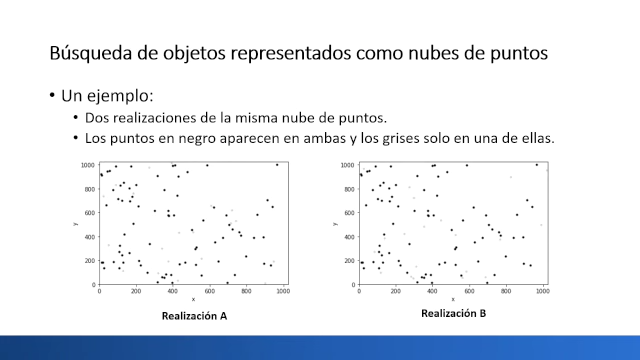 Búsqueda de objetos representados como nubes de puntos
• Un ejemplo:
• Dos realizaciones de la misma nube de puntos.
• Los puntos en negro aparecen en ambas y los grises solo en una de ellas.
1000
800
600
400
200
0
y
0 200 400 600 800 1000
x
Realización A
1000
800
600
400
200
0
y
0 200 400 600 800 1000
x
Realización B